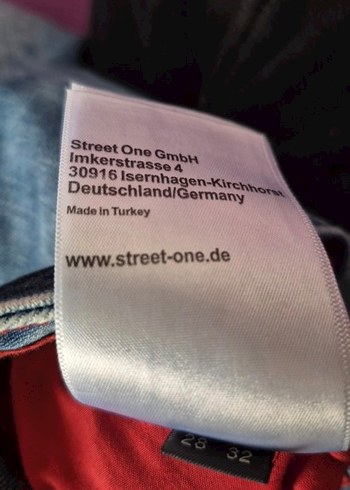 Street One GmbH
Imkerstrasse 4
30916 Isernhagen-Kirchhorst
Deutschland/Germany
Made in Turkey
www.street-one.de
28 32